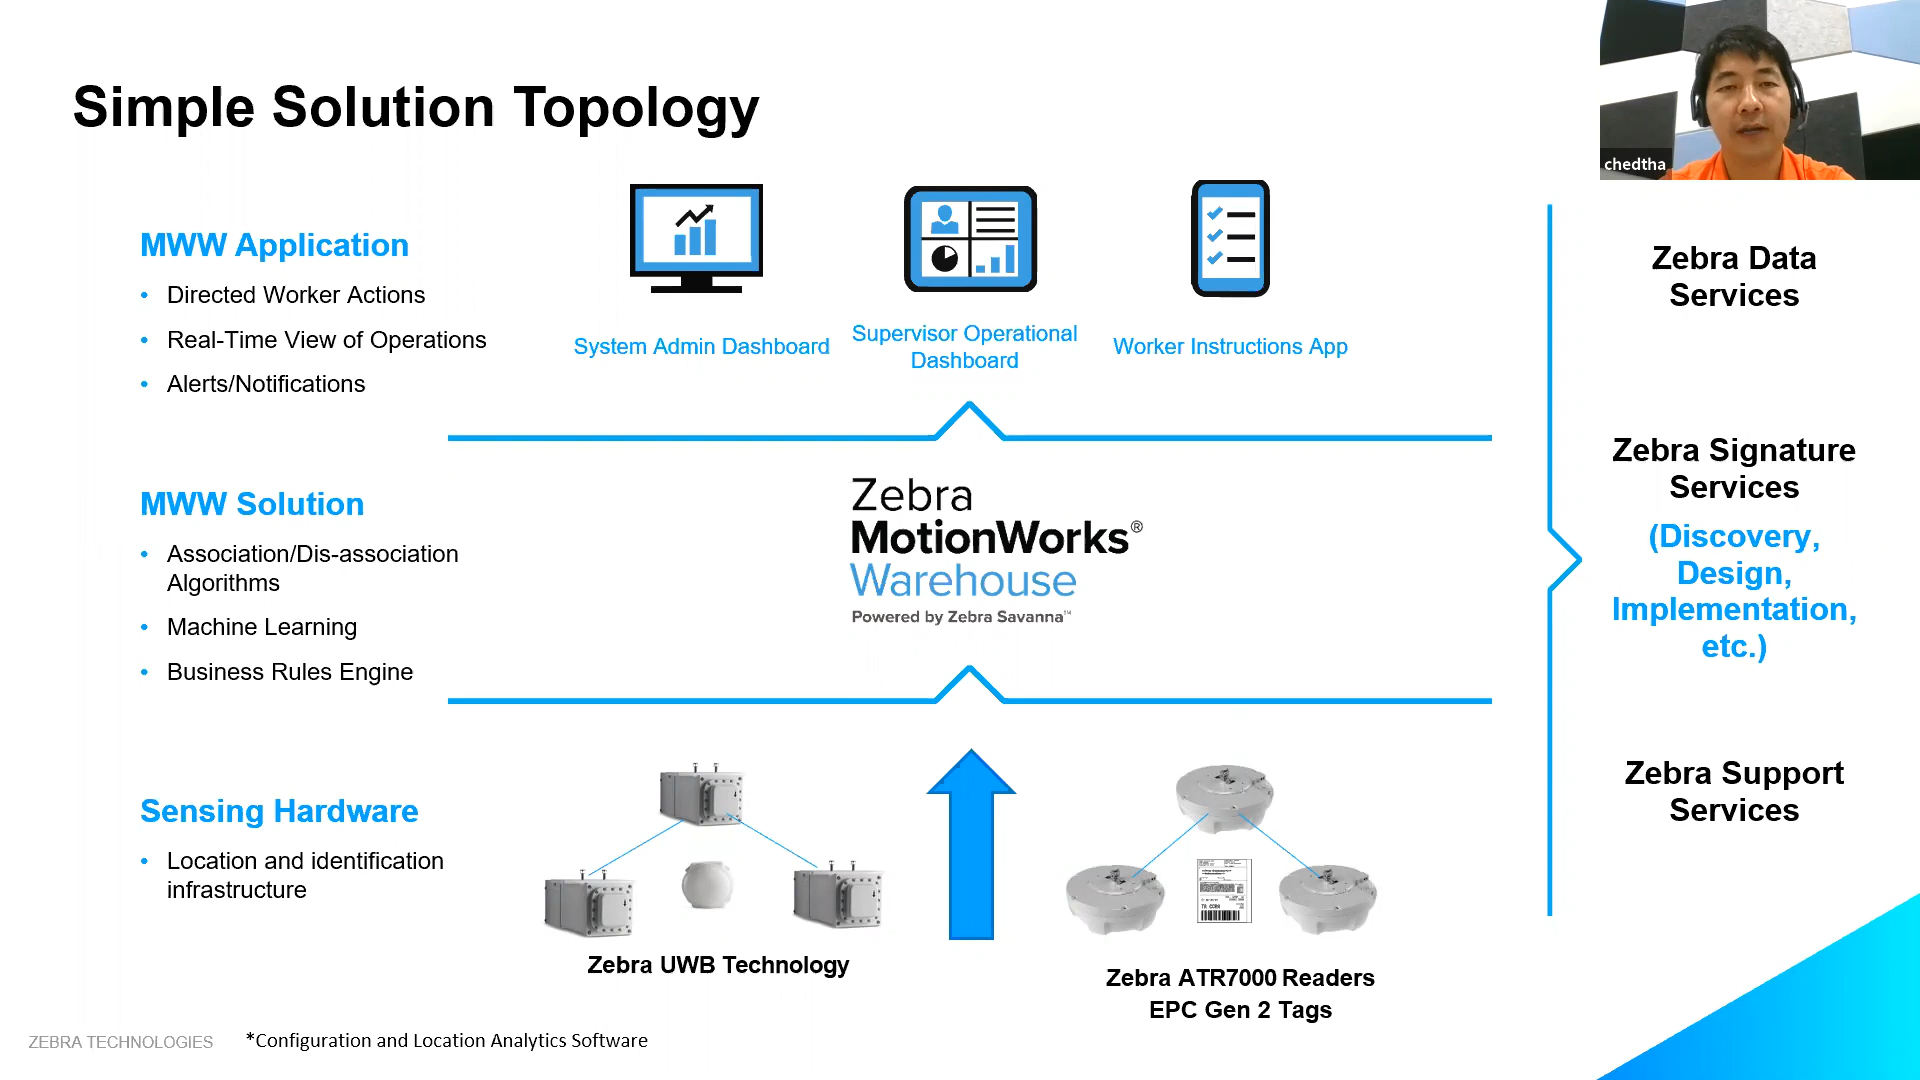 Simple Solution Topology
chedtha
MWW Application
• Directed Worker Actions
• Real-Time View of Operations
• Alerts/Notifications
System Admin Dashboard
Supervisor Operational
Dashboard
Worker Instructions App
MWW Solution
• Association/Dis-association
Algorithms
• Machine Learning
• Business Rules Engine
Zebra
MotionWorks®
Warehouse
Powered by Zebra Savanna™
Sensing Hardware
• Location and identification
infrastructure
Zebra UWB Technology
Zebra ATR7000 Readers
EPC Gen 2 Tags
Zebra Data
Services
Zebra Signature
Services
(Discovery,
Design,
Implementation,
etc.)
Zebra Support
Services
ZEBRA TECHNOLOGIES
*Configuration and Location Analytics Software